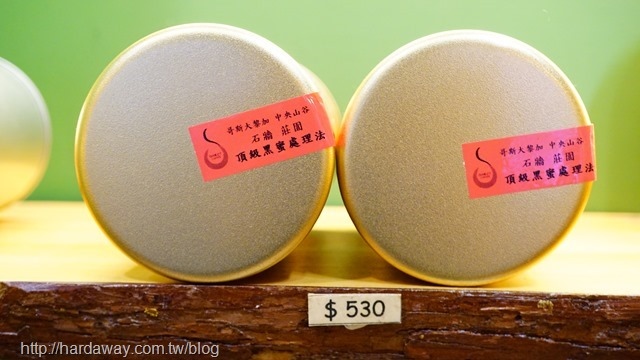 哥斯大黎加 中央山谷
石牆 莊園
頂級黑蜜處理法
哥斯大黎加 中央山谷
石牆 莊園
頂級黑蜜處理法
$ 530
http://hardaway.com.tw/blog